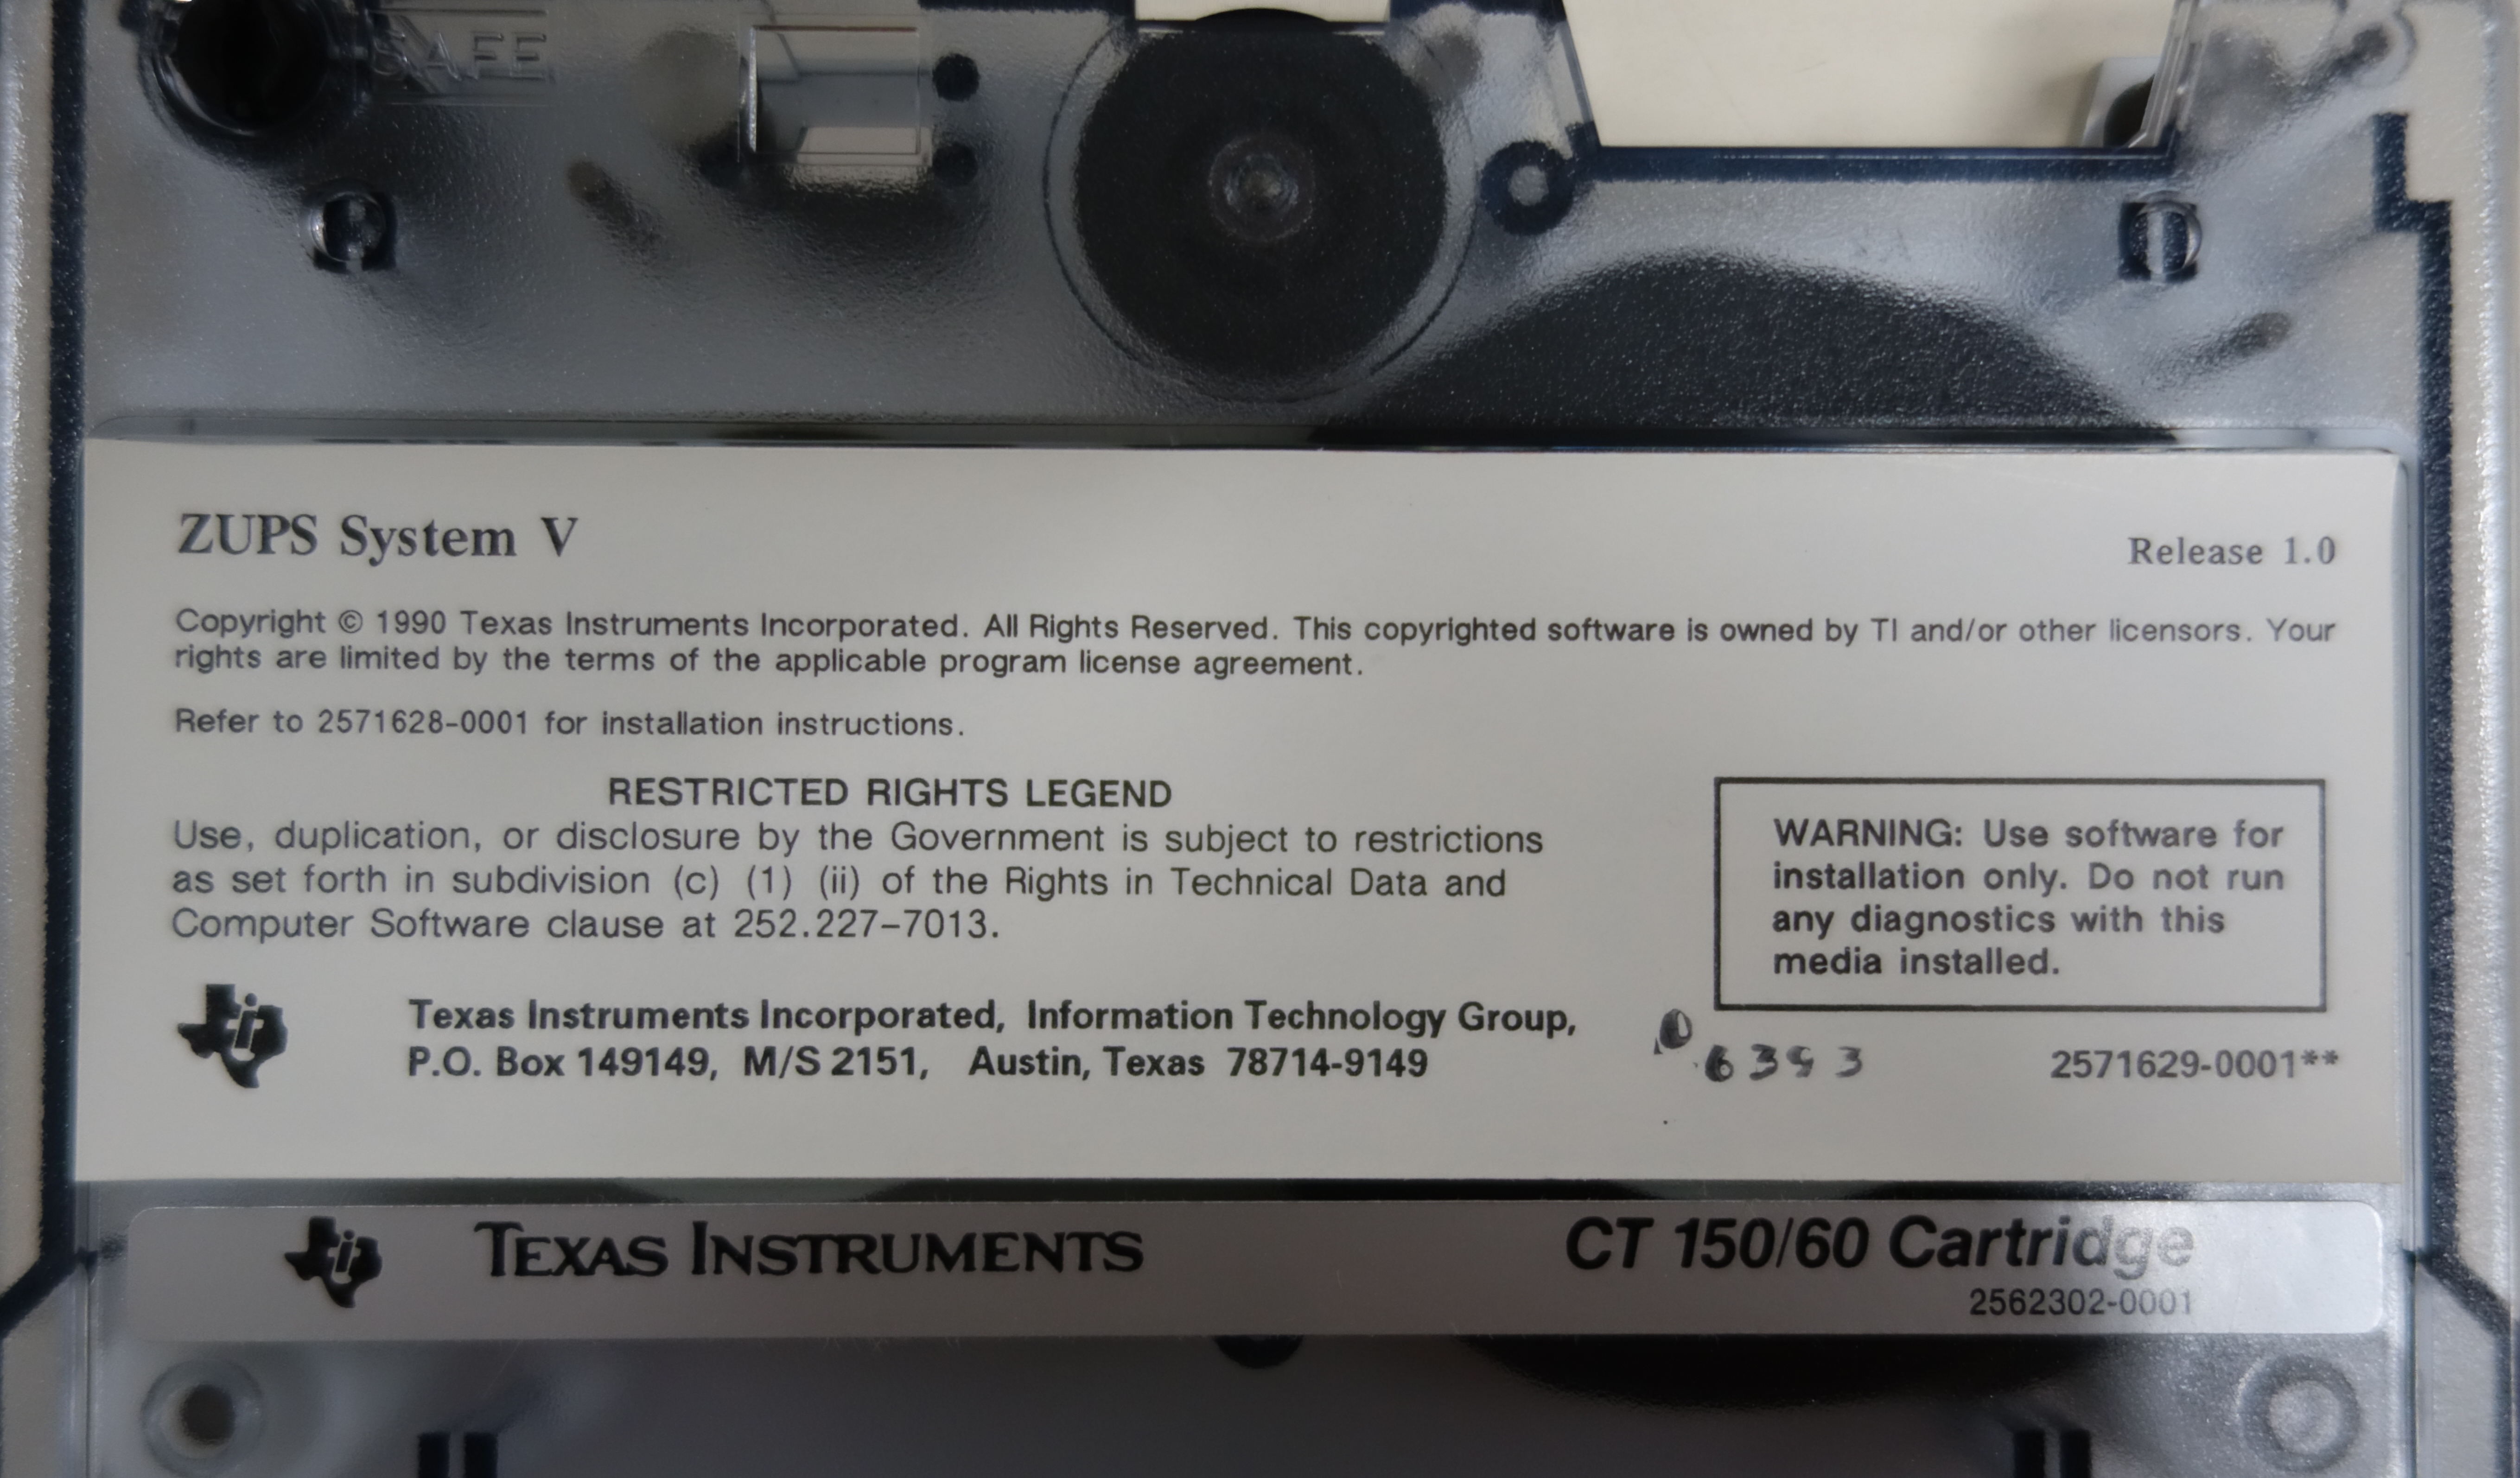 SAFE
ZUPS System V
Release 1.0
Copyright © 1990 Texas Instruments Incorporated. All Rights Reserved. This copyrighted software is owned by TI and/or other licensors. Your
rights are limited by the terms of the applicable program license agreement.
Refer to 2571628-0001 for installation instructions.
RESTRICTED RIGHTS LEGEND
Use, duplication, or disclosure by the Government is subject to restrictions
as set forth in subdivision (c) (1) (ii) of the Rights in Technical Data and
Computer Software clause at 252.227-7013.
WARNING: Use software for
installation only. Do not run
any diagnostics with this
media installed.
Texas Instruments Incorporated, Information Technology Group,
P.O. Box 149149, M/S 2151, Austin, Texas 78714-9149
2571629-0001**
TEXAS INSTRUMENTS
CT 150/60 Cartridge
2562302-0001